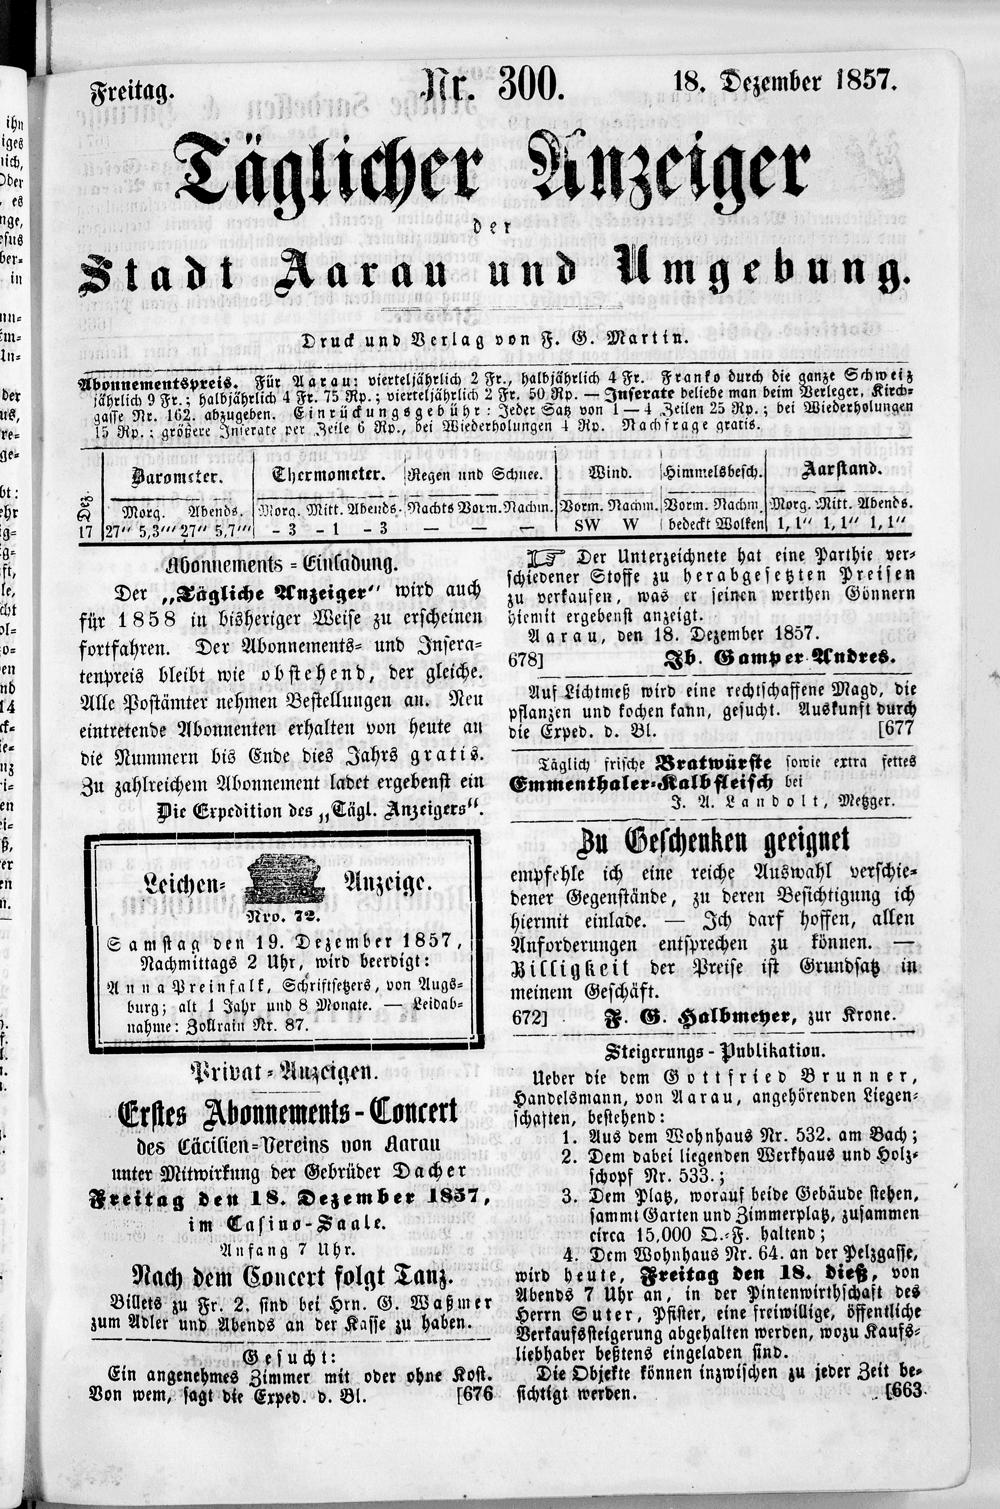 Freitag. Nr. 300. 18. Dezember 1857.
Täglicher Anzeiger
der
Stadt Aarau und Umgebung.
Druck und Verlag von F. G. Martin.
Abonnementspreis. Für Aarau: vierteljährlich 2 Fr., halbjährlich 4 Fr. Franko durch die ganze Schweiz
jährlich 9 Fr.; halbjährlich 4 Fr. 75 Rp.; vierteljährlich 2 Fr. 50 Rp. — Inserate beliebe man beim Verleger, Kirch=
gasse Nr. 162. abzugeben. Einrückungsgebühr: Jeder Satz von 1—4 Zeilen 25 Rp.; bei Wiederholungen
15 Rp.; größere Inserate per Zeile 6 Rp., bei Wiederholungen 4 Rp. Nachfrage gratis.
Dez. Barometer. Thermometer. Regen und Schnee. Wind. Himmelsbesch. Aarstand.
Morg. Abends. Morg. Mitt. Abends. Nachts Vorm. Nachm. Vorm. Nachm. Vorm. Nachm. Morg. Mitt. Abends.
17 27" 5,3"' 27" 5,7"' - 3 - 1 - 3 — — — SW W bedeckt Wolken 1, 1" 1, 1" 1, 1"
Abonnements=Einladung.
Der „Tägliche Anzeiger" wird auch
für 1858 in bisheriger Weise zu erscheinen
fortfahren. Der Abonnements= und Insera=
tenpreis bleibt wie obstehend, der gleiche.
Alle Postämter nehmen Bestellungen an. Neu
eintretende Abonnenten erhalten von heute an
die Nummern bis Ende dies Jahrs gratis.
Zu zahlreichem Abonnement ladet ergebenst ein
Die Expedition des „Tägl. Anzeigers".
Leichen= Anzeige.
Nro. 72.
Samstag den 19. Dezember 1857,
Nachmittags 2 Uhr, wird beerdigt:
Anna Preinfalk, Schriftsetzers, von Augs=
burg; alt 1 Jahr und 8 Monate. — Leidab=
nahme: Zollrain Nr. 87.
Privat=Anzeigen.
Erstes Abonnements=Concert
des Cäcilien=Vereins von Aarau
unter Mitwirkung der Gebrüder Dacher
Freitag den 18. Dezember 1857,
im Casino=Saale.
Anfang 7 Uhr.
Nach dem Concert folgt Tanz.
Billets zu Fr. 2. sind bei Hrn. G. Waßmer
zum Adler und Abends an der Kasse zu haben.
Gesucht:
Ein angenehmes Zimmer mit oder ohne Kost.
Von wem, sagt die Exped. d. Bl. [676
☞ Der Unterzeichnete hat eine Parthie ver=
schiedener Stoffe zu herabgesetzten Preisen
zu verkaufen, was er seinen werthen Gönnern
hiemit ergebenst anzeigt.
Aarau, den 18. Dezember 1857.
678] Jb. Gamper-Andres.
Auf Lichtmeß wird eine rechtschaffene Magd, die
pflanzen und kochen kann, gesucht. Auskunft durch
die Exped. d. Bl. [677
Täglich frische Bratwürste sowie extra fettes
Emmenthaler=Kalbfleisch bei
J. A. Landolt, Metzger.
Zu Geschenken geeignet
empfehle ich eine reiche Auswahl verschie=
dener Gegenstände, zu deren Besichtigung ich
hiermit einlade. — Ich darf hoffen, allen
Anforderungen entsprechen zu können. —
Billigkeit der Preise ist Grundsatz in
meinem Geschäft.
672] F. G. Halbmeyer, zur Krone.
Steigerungs=Publikation.
Ueber die dem Gottfried Brunner,
Handelsmann, von Aarau, angehörenden Liegen=
schaften, bestehend:
1. Aus dem Wohnhaus Nr. 532. am Bach;
2. Dem dabei liegenden Werkhaus und Holz=
schopf Nr. 533.;
3. Dem Platz, worauf beide Gebäude stehen,
sammt Garten und Zimmerplatz, zusammen
circa 15,000 Q.=F. haltend;
4. Dem Wohnhaus Nr. 64. an der Pelzgasse,
wird heute, Freitag den 18. dieß, von
Abends 7 Uhr an, in der Pintenwirthschaft des
Herrn Suter, Pfister, eine freiwillige, öffentliche
Verkaufssteigerung abgehalten werden, wozu Kaufs=
liebhaber beßtens eingeladen sind.
Die Objekte können inzwischen zu jeder Zeit be=
sichtigt werden. [663.